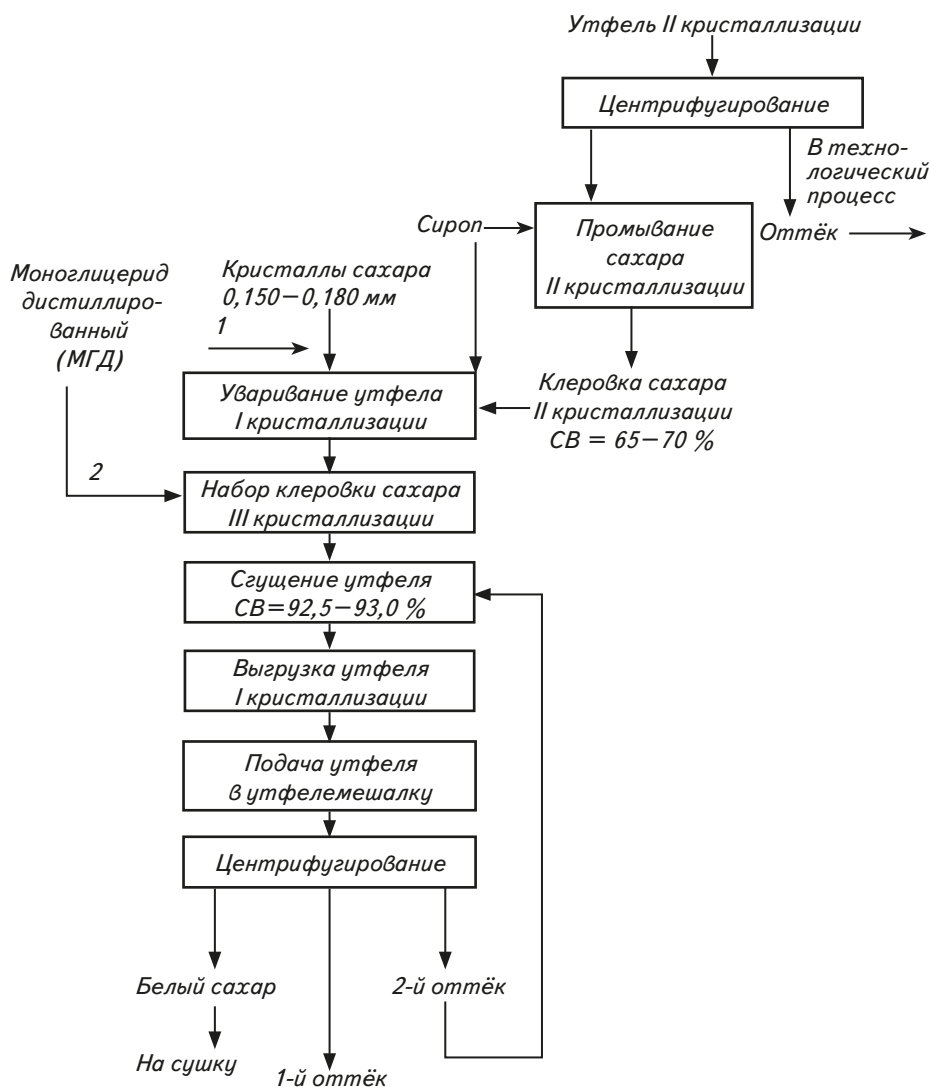 Утфель II кристаллизации
Центрифугирование
В техно-
логический
процесс
Сироп
Промывание
сахара
II кристаллизации
Оттёк
Моноглицерид
дистиллиро-
ванный
(МГД)
Кристаллы сахара
0,150–0,180 мм
1
Уваривание утфела
I кристаллизации
Клеровка сахара
II кристаллизации
СВ = 65–70 %
2
Набор клеровки сахара
III кристаллизации
Сгущение утфеля
СВ=92,5–93,0 %
Выгрузка утфеля
I кристаллизации
Подача утфеля
в утфелемешалку
Центрифугирование
Белый сахар
2-й оттёк
На сушку
1-й оттёк